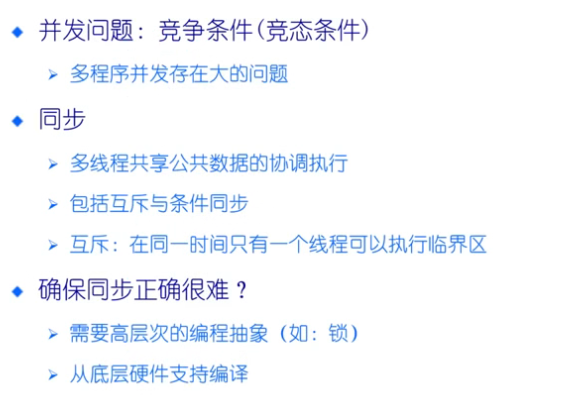 并发问题：竞争条件(竞态条件)
多程序并发存在大的问题
同步
多线程共享公共数据的协调执行
包括互斥与条件同步
互斥：在同一时间只有一个线程可以执行临界区
确保同步正确很难？
需要高层次的编程抽象（如：锁）
从底层硬件支持编译